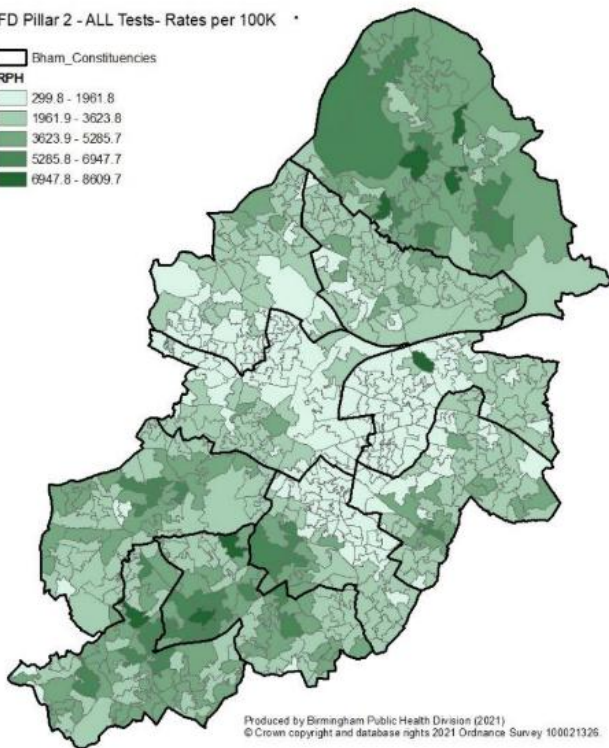 FD Pillar 2 - ALL Tests- Rates per 100K
Bham_Constituencies
RPH
299.8 - 1961.8
1961.9 - 3623.8
3623.9 - 5285.7
5285.8 - 6947.7
6947.8 - 8609.7
Produced by Birmingham Public Health Division (2021)
© Crown copyright and database rights 2021 Ordnance Survey 100021326.